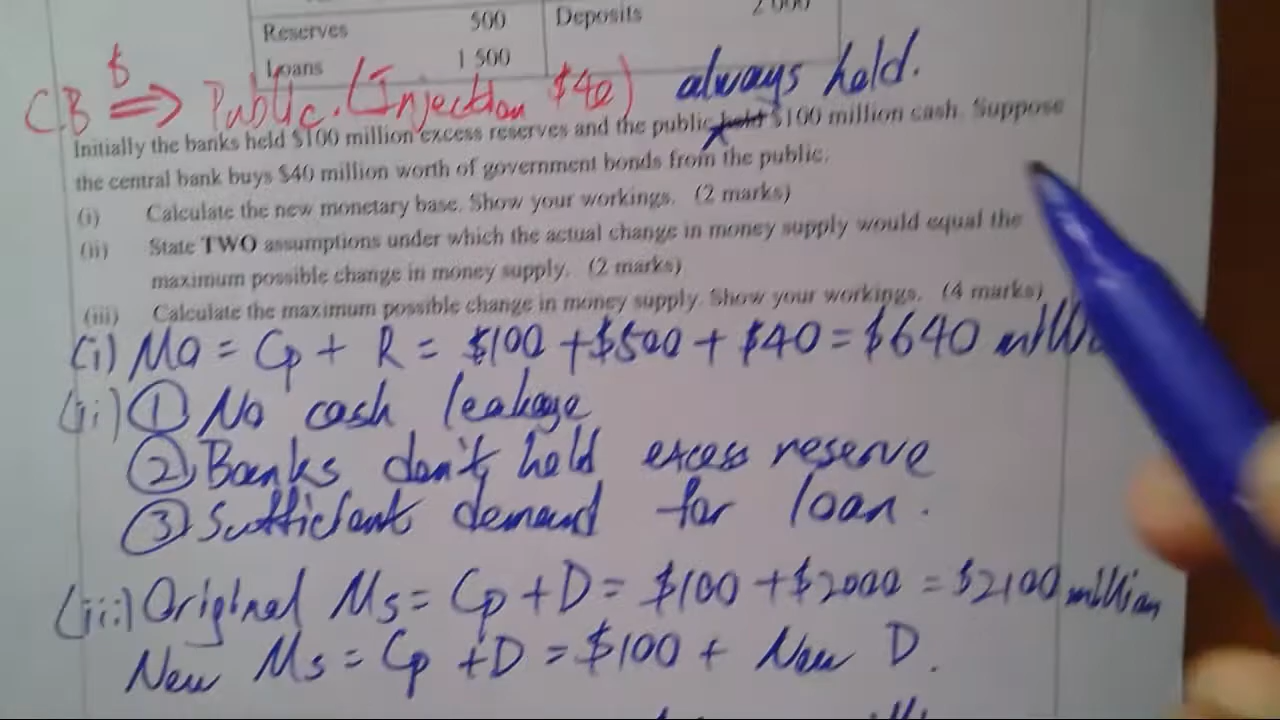 Reserves 500 Deposits 2 000
Loans 1 500
CB $ ⇒ Public. (Injection $40) always hold.
Initially the banks held $100 million excess reserves and the public held $100 million cash. Suppose
the central bank buys $40 million worth of government bonds from the public.
(i) Calculate the new monetary base. Show your workings. (2 marks)
(ii) State TWO assumptions under which the actual change in money supply would equal the
maximum possible change in money supply. (2 marks)
(iii) Calculate the maximum possible change in money supply. Show your workings. (4 marks)
(i) Mo = Cp + R = $100 + $500 + $40 = $640
(ii) ① No cash leakage
② Banks don't hold excess reserve
③ Sufficient demand for loan.
(iii) Original Ms = Cp + D = $100 + $2000 = $2100 million
New Ms = Cp + D = $100 + New D.